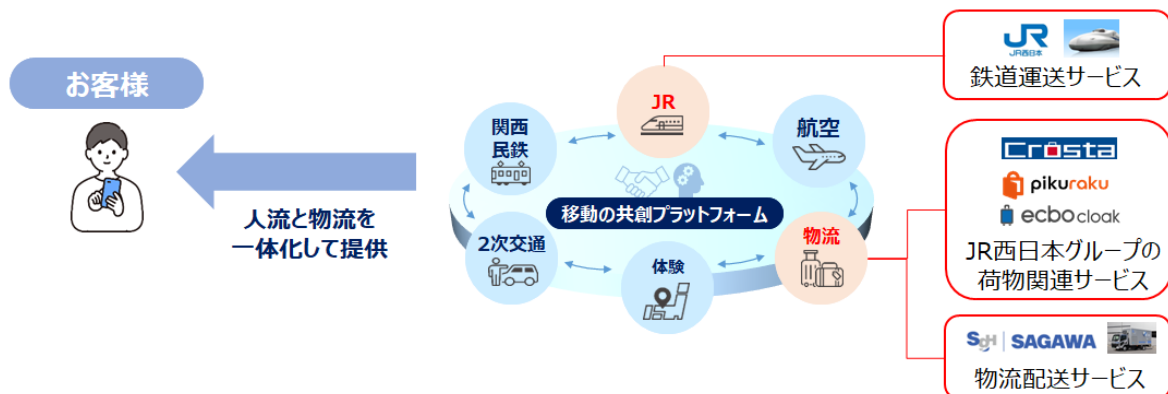 お客様
人流と物流を
一体化して提供
関西
民鉄
JR
航空
移動の共創プラットフォーム
2次交通
体験
物流
JR
JR西日本
鉄道運送サービス
Crosta
pikuraku
ecbo cloak
JR西日本グループの
荷物関連サービス
SGH SAGAWA
物流配送サービス